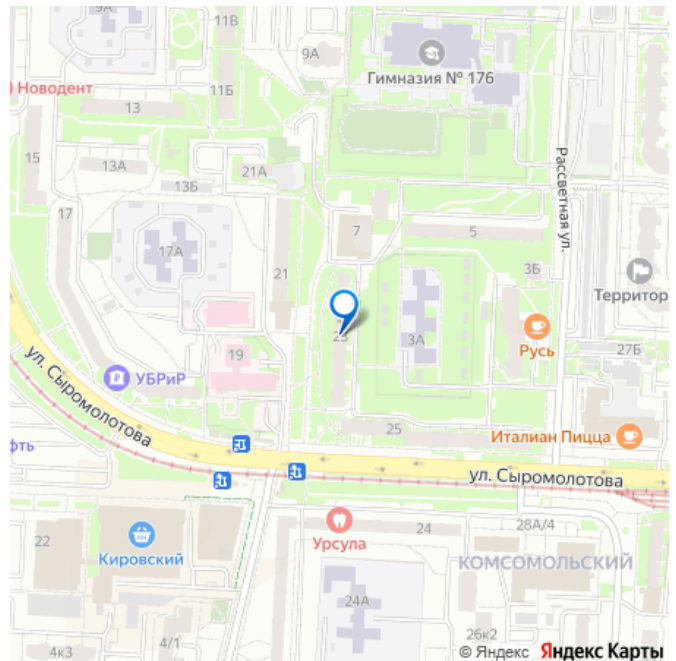 9А
11В
Гимназия № 176
9А
Новодент
11Б
13
15
13А
21А
13Б
Рассветная ул.
17
7
5
17А
21
3Б
Территор
23
3А
Русь
27Б
19
УБРиР
ул. Сыромолотова
25
Италиан Пицца
фть
ул. Сыромолотова
22
Кировский
Урсула
24
28А/4
КОМСОМОЛЬСКИЙ
24А
26к2
4к3
4/1
© Яндекс Яндекс Карты